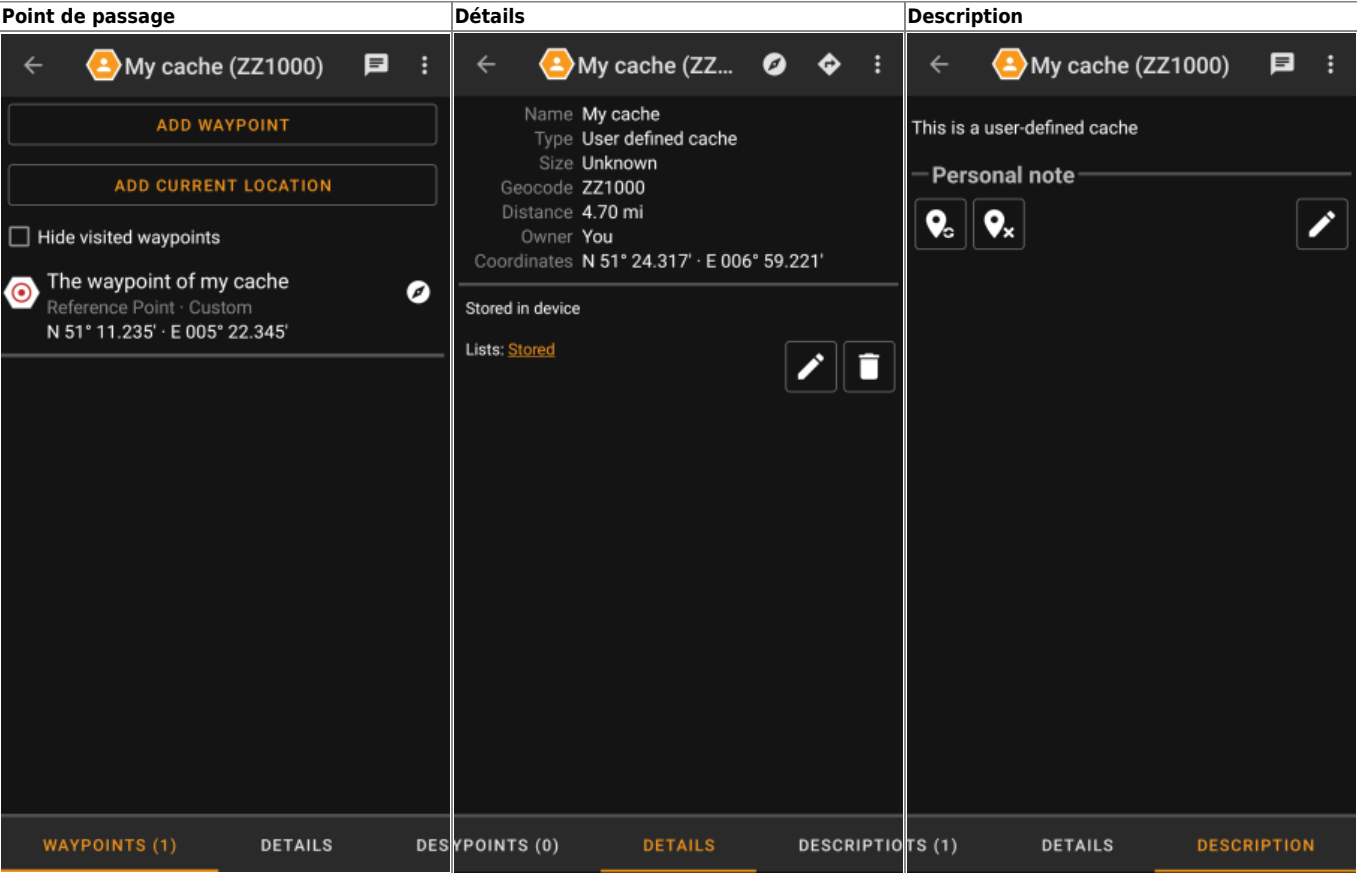 Point de passage
My cache (ZZ1000)
ADD WAYPOINT
ADD CURRENT LOCATION
Hide visited waypoints
The waypoint of my cache
Reference Point · Custom
N 51° 11.235' · E 005° 22.345'
WAYPOINTS (1) DETAILS DES
Détails
My cache (ZZ...
Name My cache
Type User defined cache
Size Unknown
Geocode ZZ1000
Distance 4.70 mi
Owner You
Coordinates N 51° 24.317' · E 006° 59.221'
Stored in device
Lists: Stored
YPOINTS (0) DETAILS DESCRIPTIO
Description
My cache (ZZ1000)
This is a user-defined cache
Personal note
TS (1) DETAILS DESCRIPTION